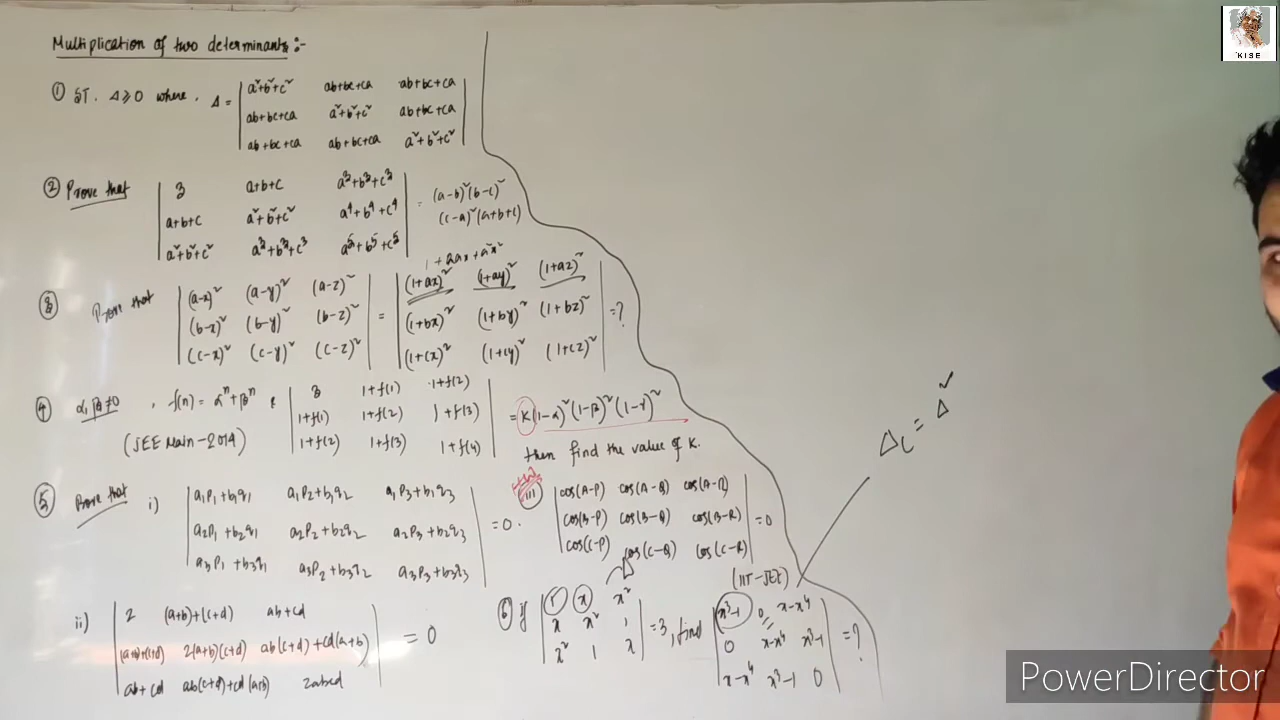 Multiplication of two determinants :-
① ST. Δ ≥ 0 where, Δ = | a²+b²+c² ab+bc+ca ab+bc+ca |
| ab+bc+ca a²+b²+c² ab+bc+ca |
| ab+bc+ca ab+bc+ca a²+b²+c² |
② Prove that | 3 a+b+c a³+b³+c³ | = (a-b)²(b-c)²
| a+b+c a²+b²+c² a⁴+b⁴+c⁴ | (c-a)²(a+b+c)
| a²+b²+c² a³+b³+c³ a⁵+b⁵+c⁵ |
1 + 2ax + a²x²
③ Prove that | (a-x)² (a-y)² (a-z)² | = | (1+ax)² (1+ay)² (1+az)² | = ?
| (b-x)² (b-y)² (b-z)² | | (1+bx)² (1+by)² (1+bz)² |
| (c-x)² (c-y)² (c-z)² | | (1+cx)² (1+cy)² (1+cz)² |
④ α, β ≠ 0 , f(n) = αⁿ+βⁿ & | 3 1+f(1) 1+f(2) | = K(1-α)²(1-β)²(1-γ)²
| 1+f(1) 1+f(2) 1+f(3) |
(JEE Main-2014) | 1+f(2) 1+f(3) 1+f(4) | then find the value of K.
⑤ Prove that i) | a₁p₁+b₁q₁ a₁p₂+b₁q₂ a₁p₃+b₁q₃ | = 0.
| a₂p₁+b₂q₁ a₂p₂+b₂q₂ a₂p₃+b₂q₃ |
| a₃p₁+b₃q₁ a₃p₂+b₃q₂ a₃p₃+b₃q₃ |
iii) | cos(A-P) cos(A-Q) cos(A-R) | = 0
| cos(B-P) cos(B-Q) cos(B-R) |
| cos(C-P) cos(C-Q) cos(C-R) |
(IIT-JEE)
ii) | 2 (a+b)+(c+d) ab+cd | = 0
| (a+b)+(c+d) 2(a+b)(c+d) ab(c+d)+cd(a+b) |
| ab+cd ab(c+d)+cd(a+b) 2abcd |
Δ
⑥ if | 1 x x² | = 3, find | x³-1 0 x-x⁴ | = ?
| x x² 1 | | 0 x-x⁴ x³-1 |
| x² 1 x | | x-x⁴ x³-1 0 |
Δc = Δ²
KISE
PowerDirector